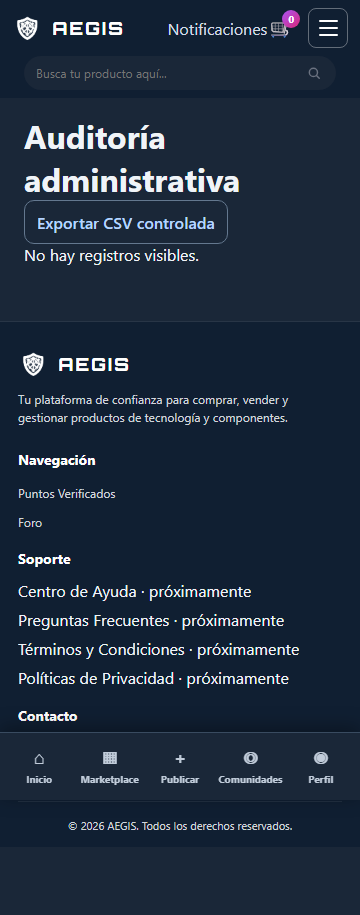 AEGIS
Notificaciones
0
Busca tu producto aquí...
Auditoría
administrativa
Exportar CSV controlada
No hay registros visibles.
AEGIS
Tu plataforma de confianza para comprar, vender y
gestionar productos de tecnología y componentes.
Navegación
Puntos Verificados
Foro
Soporte
Centro de Ayuda · próximamente
Preguntas Frecuentes · próximamente
Términos y Condiciones · próximamente
Políticas de Privacidad · próximamente
Contacto
Inicio
Marketplace
Publicar
Comunidades
Perfil
© 2026 AEGIS. Todos los derechos reservados.